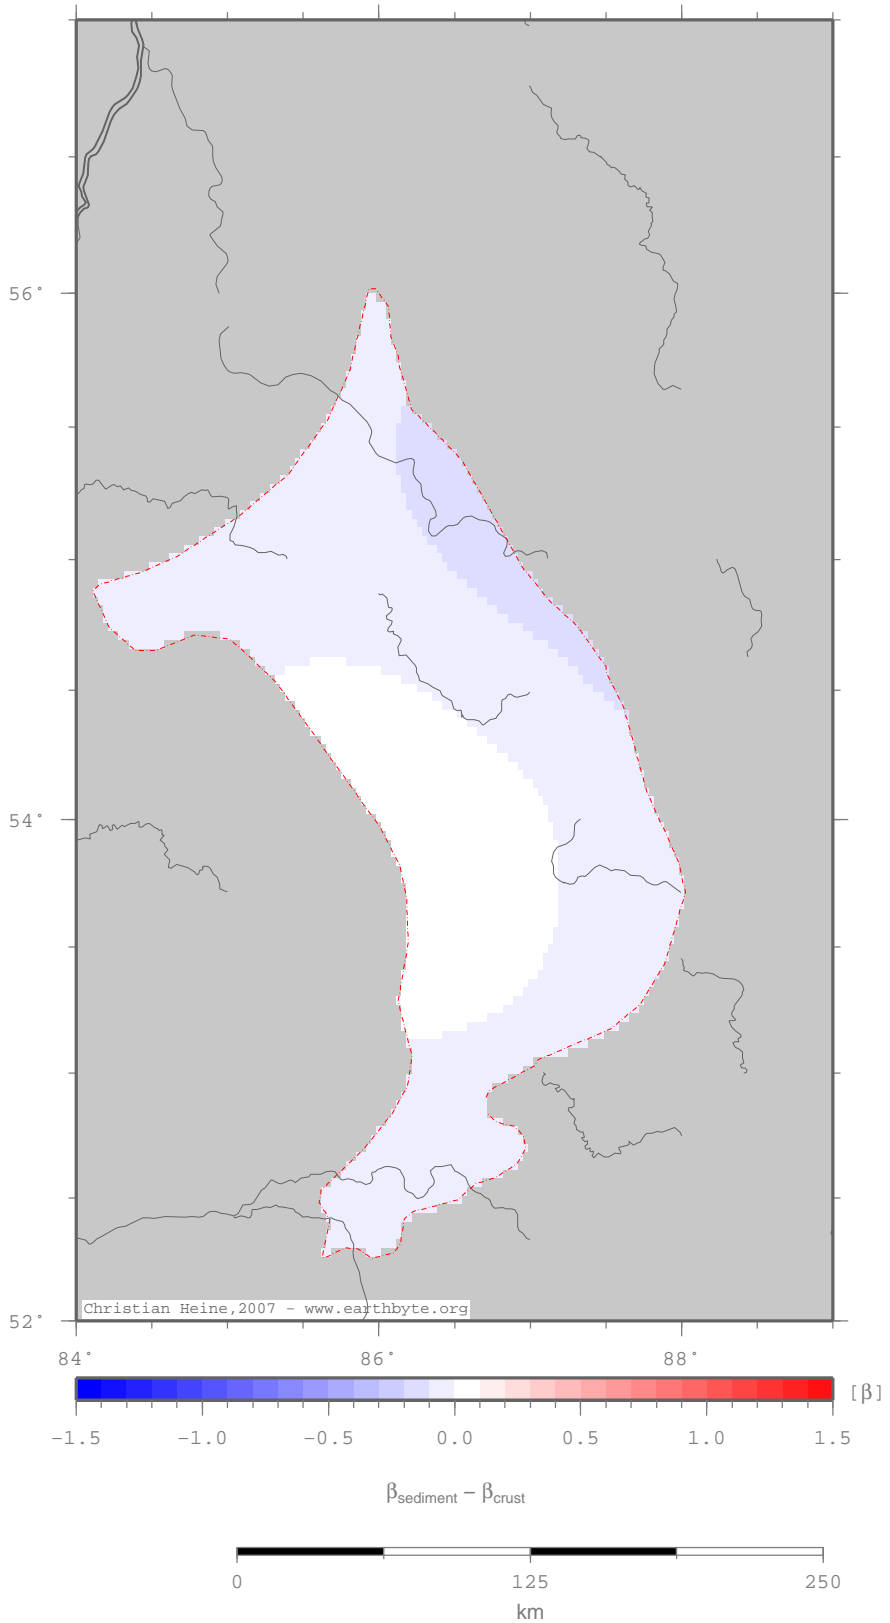 56°
54°
52°
Christian Heine,2007 - www.earthbyte.org
84° 86° 88°
[β]
-1.5 -1.0 -0.5 0.0 0.5 1.0 1.5
βsediment – βcrust
0 125 250
km